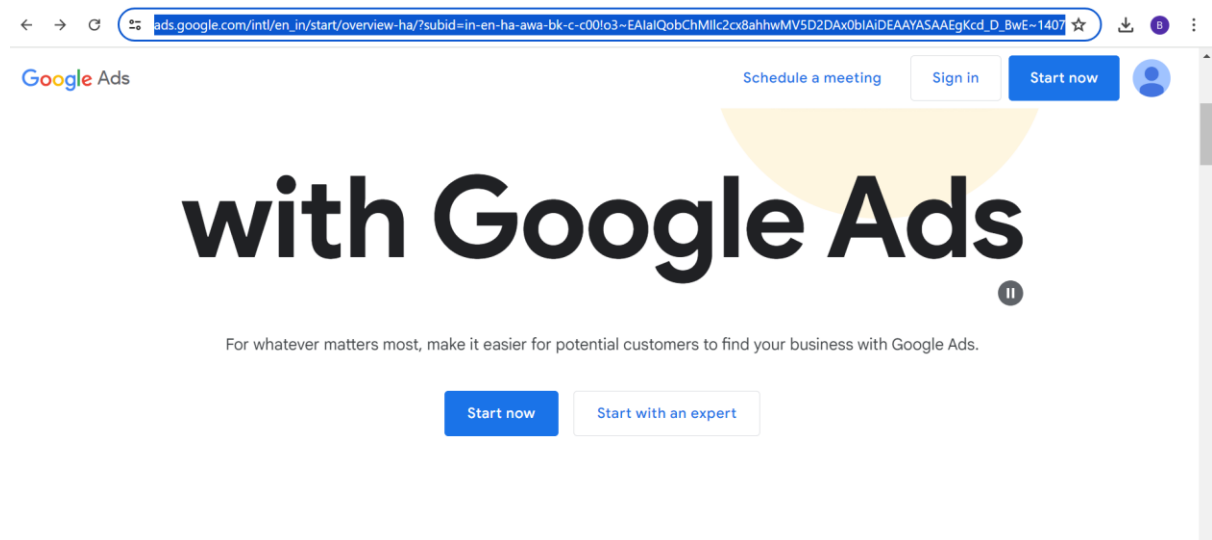 ads.google.com/intl/en_in/start/overview-ha/?subid=in-en-ha-awa-bk-c-c00!o3~EAIaIQobChMIlc2cx8ahhwMV5D2DAx0bIAiDEAAYASAAEgKcd_D_BwE~1407
B
Google Ads
Schedule a meeting
Sign in
Start now
with Google Ads
For whatever matters most, make it easier for potential customers to find your business with Google Ads.
Start now
Start with an expert